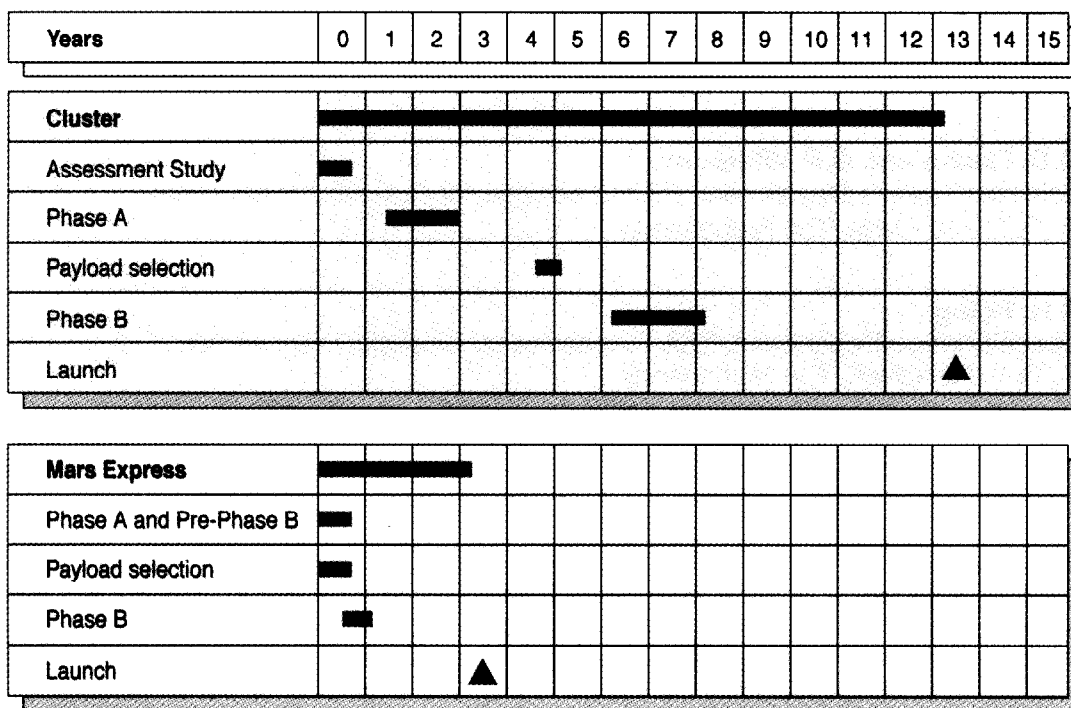 Years 0 1 2 3 4 5 6 7 8 9 10 11 12 13 14 15
Cluster
Assessment Study
Phase A
Payload selection
Phase B
Launch
Mars Express
Phase A and Pre-Phase B
Payload selection
Phase B
Launch